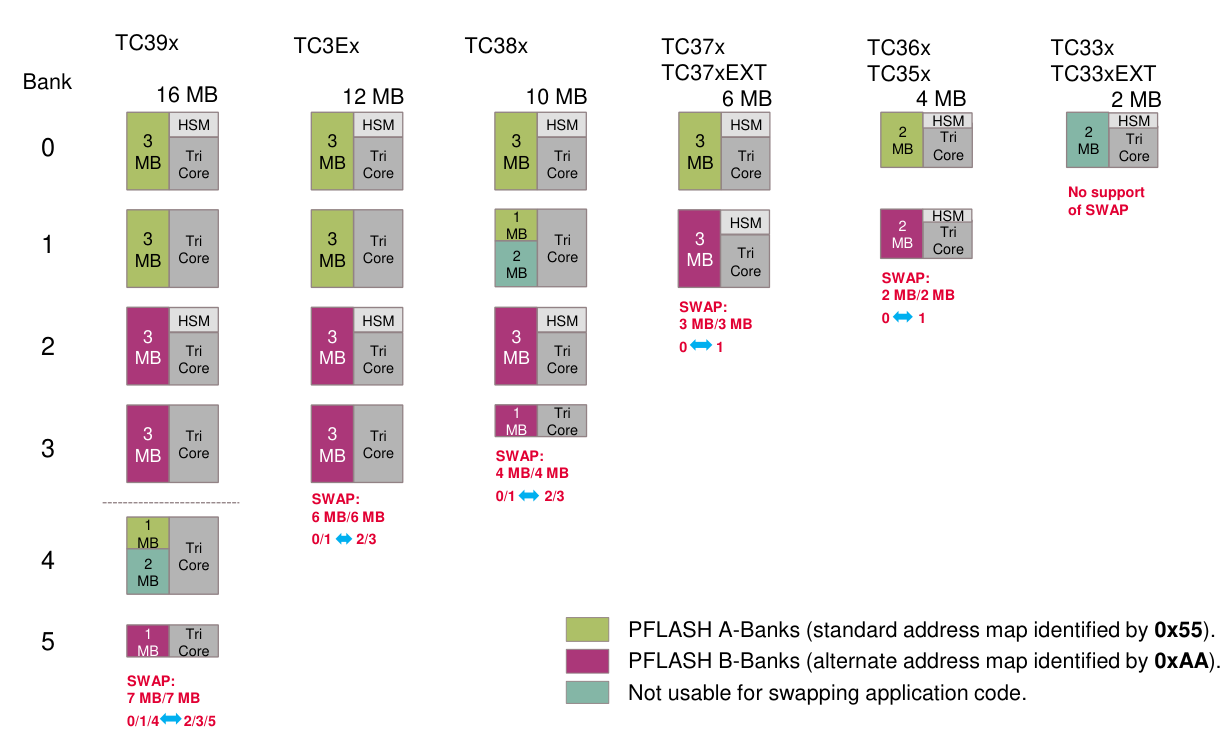 TC39x
TC3Ex
TC38x
TC37x
TC37xEXT
TC36x
TC35x
TC33x
TC33xEXT
Bank
16 MB
12 MB
10 MB
6 MB
4 MB
2 MB
0
3
MB
HSM
Tri
Core
3
MB
HSM
Tri
Core
3
MB
HSM
Tri
Core
3
MB
HSM
Tri
Core
2
MB
HSM
Tri
Core
2
MB
HSM
Tri
Core
No support
of SWAP
1
3
MB
Tri
Core
3
MB
Tri
Core
1
MB
2
MB
Tri
Core
3
MB
HSM
Tri
Core
SWAP:
3 MB/3 MB
0 1
2
MB
HSM
Tri
Core
SWAP:
2 MB/2 MB
0 1
2
3
MB
HSM
Tri
Core
3
MB
HSM
Tri
Core
3
MB
HSM
Tri
Core
3
3
MB
Tri
Core
3
MB
Tri
Core
SWAP:
6 MB/6 MB
0/1 2/3
1
MB
Tri
Core
SWAP:
4 MB/4 MB
0/1 2/3
4
1
MB
2
MB
Tri
Core
5
1
MB
Tri
Core
SWAP:
7 MB/7 MB
0/1/4 2/3/5
PFLASH A-Banks (standard address map identified by 0x55).
PFLASH B-Banks (alternate address map identified by 0xAA).
Not usable for swapping application code.